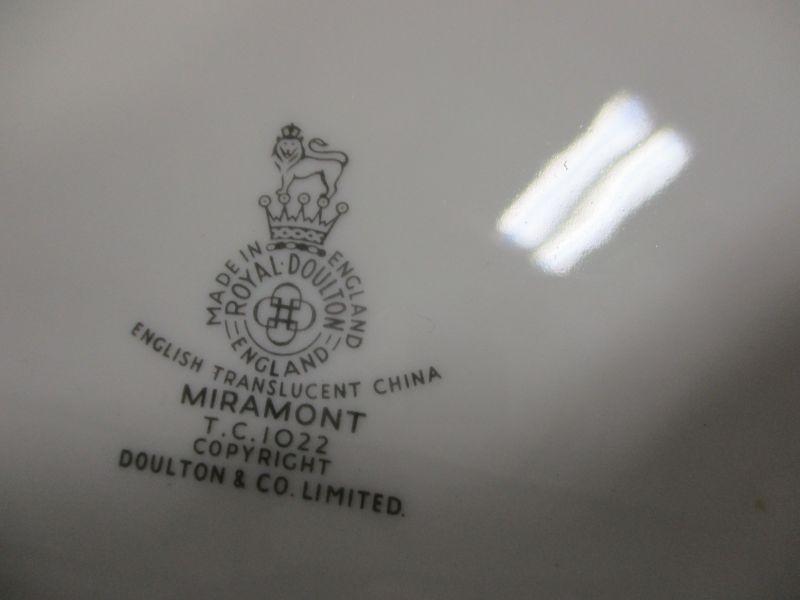 MADE IN ENGLAND
ROYAL·DOULTON
ENGLAND
ENGLISH TRANSLUCENT CHINA
MIRAMONT
T.C.1022
COPYRIGHT
DOULTON & CO. LIMITED.